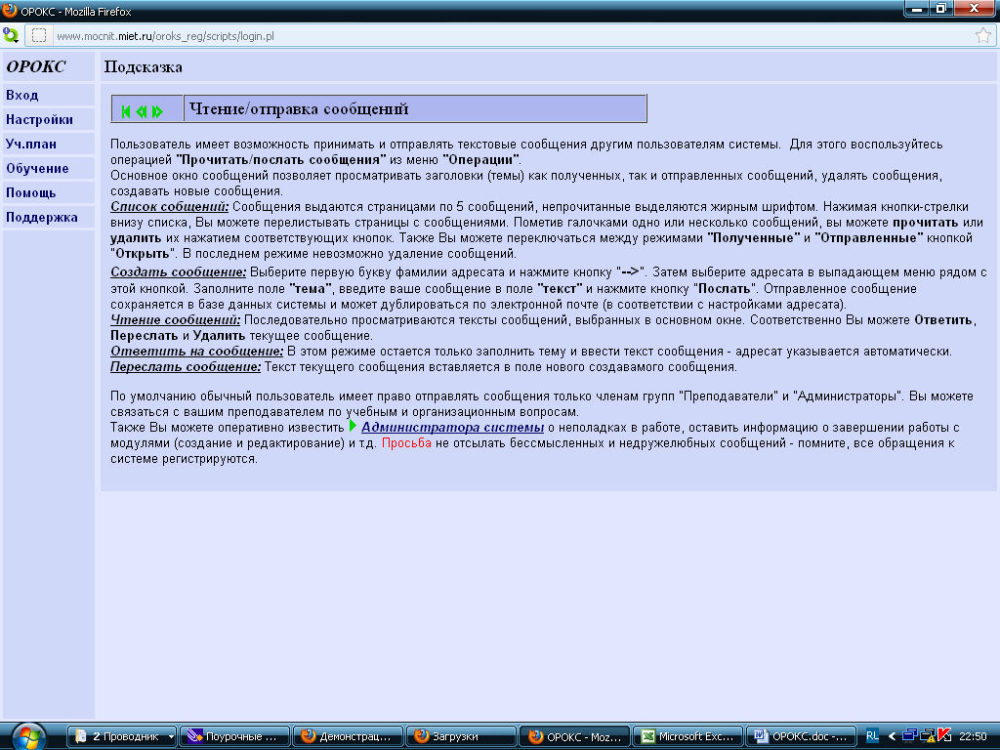 ОРОКС - Mozilla Firefox
www.mocnit.miet.ru/oroks_reg/scripts/login.pl
ОРОКС
Подсказка
Вход
Настройки
Уч.план
Обучение
Помощь
Поддержка
Чтение/отправка сообщений
Пользователь имеет возможность принимать и отправлять текстовые сообщения другим пользователям системы. Для этого воспользуйтесь
операцией "Прочитать/послать сообщения" из меню "Операции".
Основное окно сообщений позволяет просматривать заголовки (темы) как полученных, так и отправленных сообщений, удалять сообщения,
создавать новые сообщения.
Список собщений: Сообщения выдаются страницами по 5 сообщений, непрочитанные выделяются жирным шрифтом. Нажимая кнопки-стрелки
внизу списка, Вы можете перелистывать страницы с сообщениями. Пометив галочками одно или несколько сообщений, вы можете прочитать или
удалить их нажатием соответствующих кнопок. Также Вы можете переключаться между режимами "Полученные" и "Отправленные" кнопкой
"Открыть". В последнем режиме невозможно удаление сообщений.
Создать сообщение: Выберите первую букву фамилии адресата и нажмите кнопку "-->". Затем выберите адресата в выпадающем меню рядом с
этой кнопкой. Заполните поле "тема", введите ваше сообщение в поле "текст" и нажмите кнопку "Послать". Отправленное сообщение
сохраняется в базе данных системы и может дублироваться по электронной почте (в соответствии с настройками адресата).
Чтение сообщений: Последовательно просматриваются тексты сообщений, выбранных в основном окне. Соответственно Вы можете Ответить,
Переслать и Удалить текущее сообщение.
Ответить на сообщение: В этом режиме остается только заполнить тему и ввести текст сообщения - адресат указывается автоматически.
Переслать сообщение: Текст текущего сообщения вставляется в поле нового создавамого сообщения.
По умолчанию обычный пользователь имеет право отправлять сообщения только членам групп "Преподаватели" и "Администраторы". Вы можете
связаться с вашим преподавателем по учебным и организационным вопросам.
Также Вы можете оперативно известить Администратора системы о неполадках в работе, оставить информацию о завершении работы с
модулями (создание и редактирование) и т.д. Просьба не отсылать бессмысленных и недружелюбных сообщений - помните, все обращения к
системе регистрируются.
2 Проводник
Поурочные ...
Демонстрац...
Загрузки
ОРОКС - Moz...
Microsoft Exc...
ОРОКС.doc -...
RL
22:50